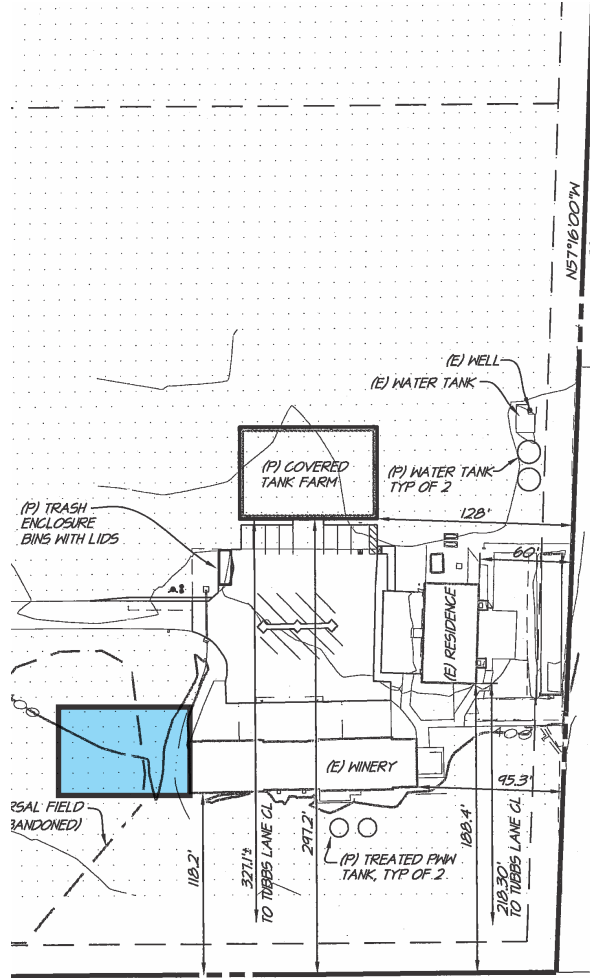 N57°16'00"W
(E) WELL
(E) WATER TANK
(P) COVERED
TANK FARM
(P) WATER TANK
TYP OF 2
128'
(P) TRASH
ENCLOSURE
BINS WITH LIDS
60'
(E) RESIDENCE
(E) WINERY
95.3'
RSAL FIELD
BANDONED)
118.2'
327.1'±
TO TUBBS LANE CL
297.2'
188.4'
218.30'
TO TUBBS LANE CL
(P) TREATED PWW
TANK, TYP OF 2